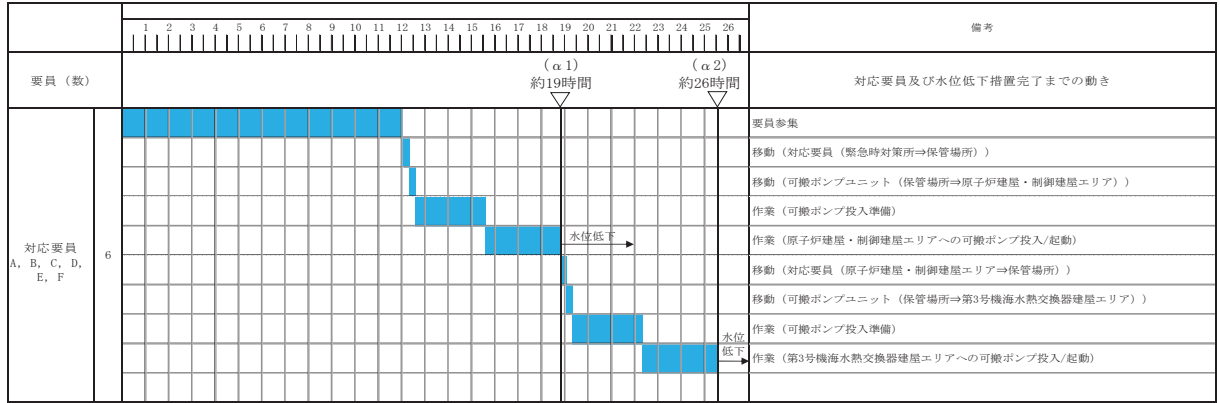 1 2 3 4 5 6 7 8 9 10 11 12 13 14 15 16 17 18 19 20 21 22 23 24 25 26
備考
要員（数）
（α1）
約19時間
（α2）
約26時間
対応要員及び水位低下措置完了までの動き
対応要員
A, B, C, D,
E, F
6
要員参集
移動（対応要員（緊急時対策所⇒保管場所））
移動（可搬ポンプユニット（保管場所⇒原子炉建屋・制御建屋エリア））
作業（可搬ポンプ投入準備）
水位低下
作業（原子炉建屋・制御建屋エリアへの可搬ポンプ投入/起動）
移動（対応要員（原子炉建屋・制御建屋エリア⇒保管場所））
移動（可搬ポンプユニット（保管場所⇒第3号機海水熱交換器建屋エリア））
作業（可搬ポンプ投入準備）
水位
低下
作業（第3号機海水熱交換器建屋エリアへの可搬ポンプ投入/起動）